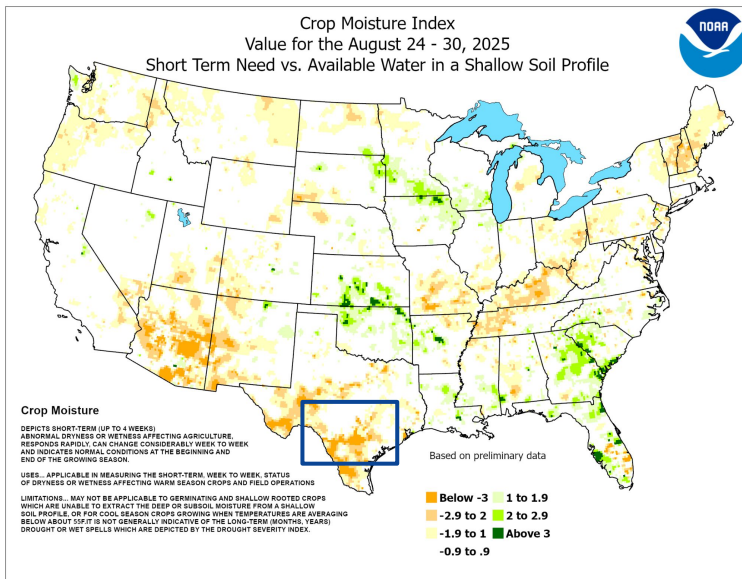 Crop Moisture Index
Value for the August 24 - 30, 2025
Short Term Need vs. Available Water in a Shallow Soil Profile
NOAA
Crop Moisture
DEPICTS SHORT-TERM (UP TO 4 WEEKS)
ABNORMAL DRYNESS OR WETNESS AFFECTING AGRICULTURE,
RESPONDS RAPIDLY, CAN CHANGE CONSIDERABLY WEEK TO WEEK
AND INDICATES NORMAL CONDITIONS AT THE BEGINNING AND
END OF THE GROWING SEASON.
USES... APPLICABLE IN MEASURING THE SHORT-TERM, WEEK TO WEEK, STATUS
OF DRYNESS OR WETNESS AFFECTING WARM SEASON CROPS AND FIELD OPERATIONS
LIMITATIONS... MAY NOT BE APPLICABLE TO GERMINATING AND SHALLOW ROOTED CROPS
WHICH ARE UNABLE TO EXTRACT THE DEEP OR SUBSOIL MOISTURE FROM A SHALLOW
SOIL PROFILE, OR FOR COOL SEASON CROPS GROWING WHEN TEMPERATURES ARE AVERAGING
BELOW ABOUT 55F.IT IS NOT GENERALLY INDICATIVE OF THE LONG-TERM (MONTHS, YEARS)
DROUGHT OR WET SPELLS WHICH ARE DEPICTED BY THE DROUGHT SEVERITY INDEX.
Based on preliminary data
Below -3
-2.9 to 2
-1.9 to 1
-0.9 to .9
1 to 1.9
2 to 2.9
Above 3